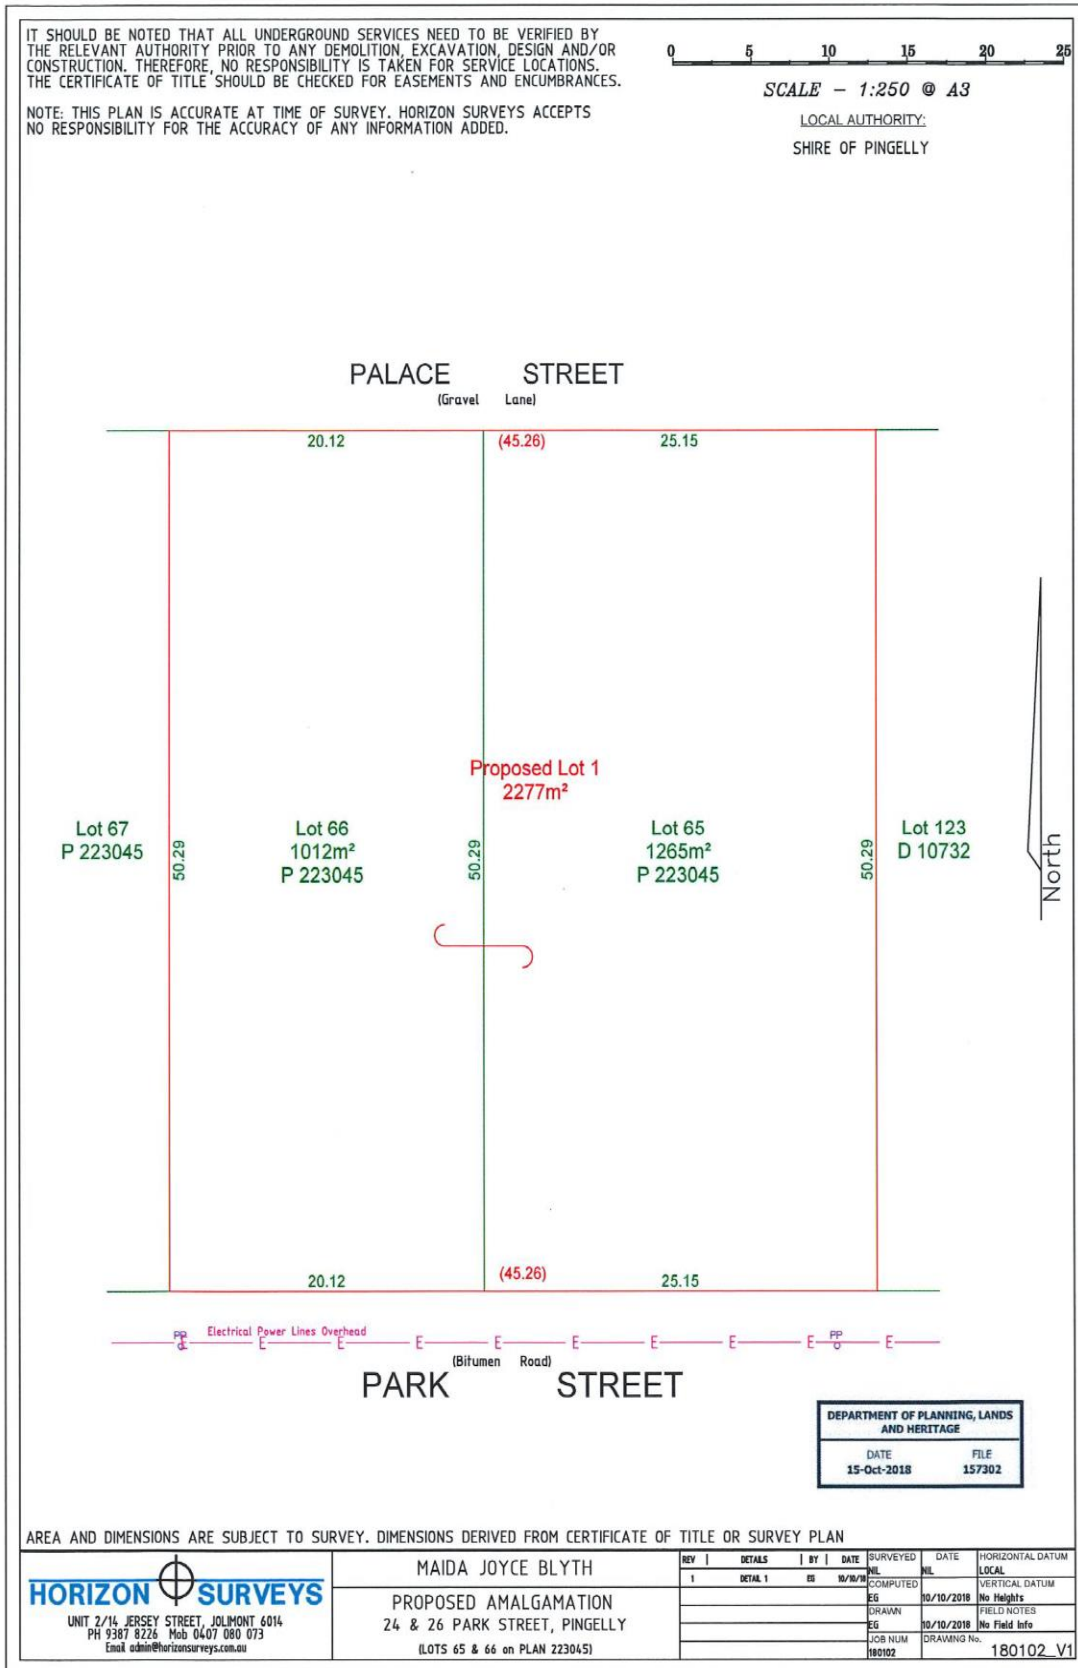 IT SHOULD BE NOTED THAT ALL UNDERGROUND SERVICES NEED TO BE VERIFIED BY
THE RELEVANT AUTHORITY PRIOR TO ANY DEMOLITION, EXCAVATION, DESIGN AND/OR
CONSTRUCTION. THEREFORE, NO RESPONSIBILITY IS TAKEN FOR SERVICE LOCATIONS.
THE CERTIFICATE OF TITLE SHOULD BE CHECKED FOR EASEMENTS AND ENCUMBRANCES.
NOTE: THIS PLAN IS ACCURATE AT TIME OF SURVEY. HORIZON SURVEYS ACCEPTS
NO RESPONSIBILITY FOR THE ACCURACY OF ANY INFORMATION ADDED.
0 5 10 15 20 25
SCALE - 1:250 @ A3
LOCAL AUTHORITY:
SHIRE OF PINGELLY
PALACE STREET
(Gravel Lane)
20.12 (45.26) 25.15
Proposed Lot 1
2277m²
Lot 67
P 223045
50.29
Lot 66
1012m²
P 223045
50.29
Lot 65
1265m²
P 223045
50.29
Lot 123
D 10732
North
20.12 (45.26) 25.15
PP Electrical Power Lines Overhead PP
E E E E E E E E E E
(Bitumen Road)
PARK STREET
DEPARTMENT OF PLANNING, LANDS
AND HERITAGE
DATE FILE
15-Oct-2018 157302
AREA AND DIMENSIONS ARE SUBJECT TO SURVEY. DIMENSIONS DERIVED FROM CERTIFICATE OF TITLE OR SURVEY PLAN
HORIZON SURVEYS
UNIT 2/14 JERSEY STREET, JOLIMONT 6014
PH 9387 8226 Mob 0407 080 073
Email admin@horizonsurveys.com.au
MAIDA JOYCE BLYTH
PROPOSED AMALGAMATION
24 & 26 PARK STREET, PINGELLY
(LOTS 65 & 66 on PLAN 223045)
REV DETAILS BY DATE
1 DETAIL 1 EG 10/10/18
SURVEYED DATE HORIZONTAL DATUM
NIL NIL LOCAL
COMPUTED VERTICAL DATUM
EG 10/10/2018 No Heights
DRAWN FIELD NOTES
EG 10/10/2018 No Field Info
JOB NUM DRAWING No.
180102 180102_V1